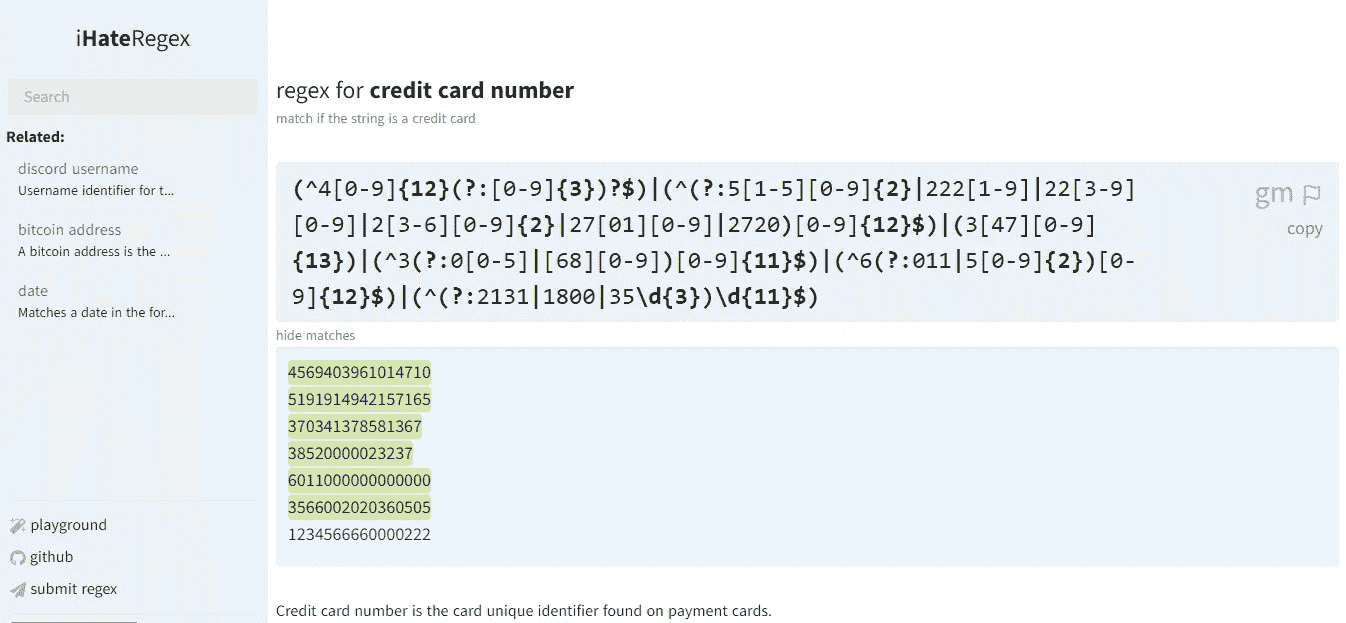 iHateRegex
Search
Related:
discord username
Username identifier for t...
bitcoin address
A bitcoin address is the ...
date
Matches a date in the for...
playground
github
submit regex
regex for credit card number
match if the string is a credit card
(^4[0-9]{12}(?:[0-9]{3})?$)|(^(?:5[1-5][0-9]{2}|222[1-9]|22[3-9]
[0-9]|2[3-6][0-9]{2}|27[01][0-9]|2720)[0-9]{12}$)|(3[47][0-9]
{13})|(^3(?:0[0-5]|[68][0-9])[0-9]{11}$)|(^6(?:011|5[0-9]{2})[0-
9]{12}$)|(^(?:2131|1800|35\d{3})\d{11}$)
gm
copy
hide matches
4569403961014710
5191914942157165
370341378581367
38520000023237
6011000000000000
3566002020360505
1234566660000222
Credit card number is the card unique identifier found on payment cards.